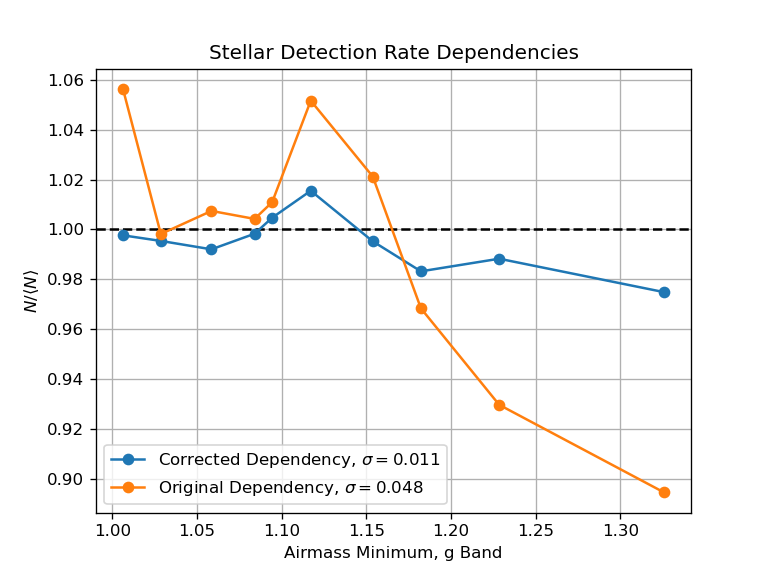 Stellar Detection Rate Dependencies
1.06
1.04
1.02
1.00
0.98
0.96
0.94
0.92
0.90
N/⟨N⟩
Corrected Dependency, σ = 0.011
Original Dependency, σ = 0.048
1.00 1.05 1.10 1.15 1.20 1.25 1.30
Airmass Minimum, g Band